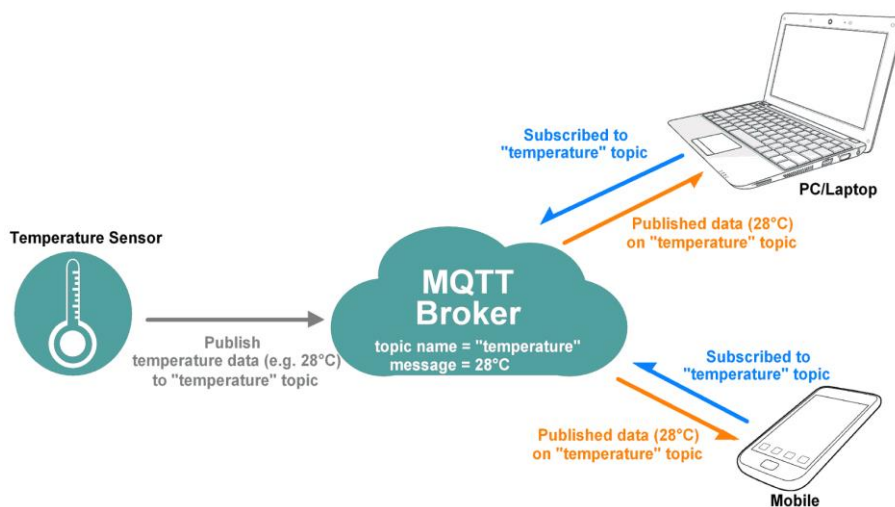 Temperature Sensor
Publish
temperature data (e.g. 28°C)
to "temperature" topic
MQTT
Broker
topic name = "temperature"
message = 28°C
Subscribed to
"temperature" topic
Published data (28°C)
on "temperature" topic
PC/Laptop
Subscribed to
"temperature" topic
Published data (28°C)
on "temperature" topic
Mobile